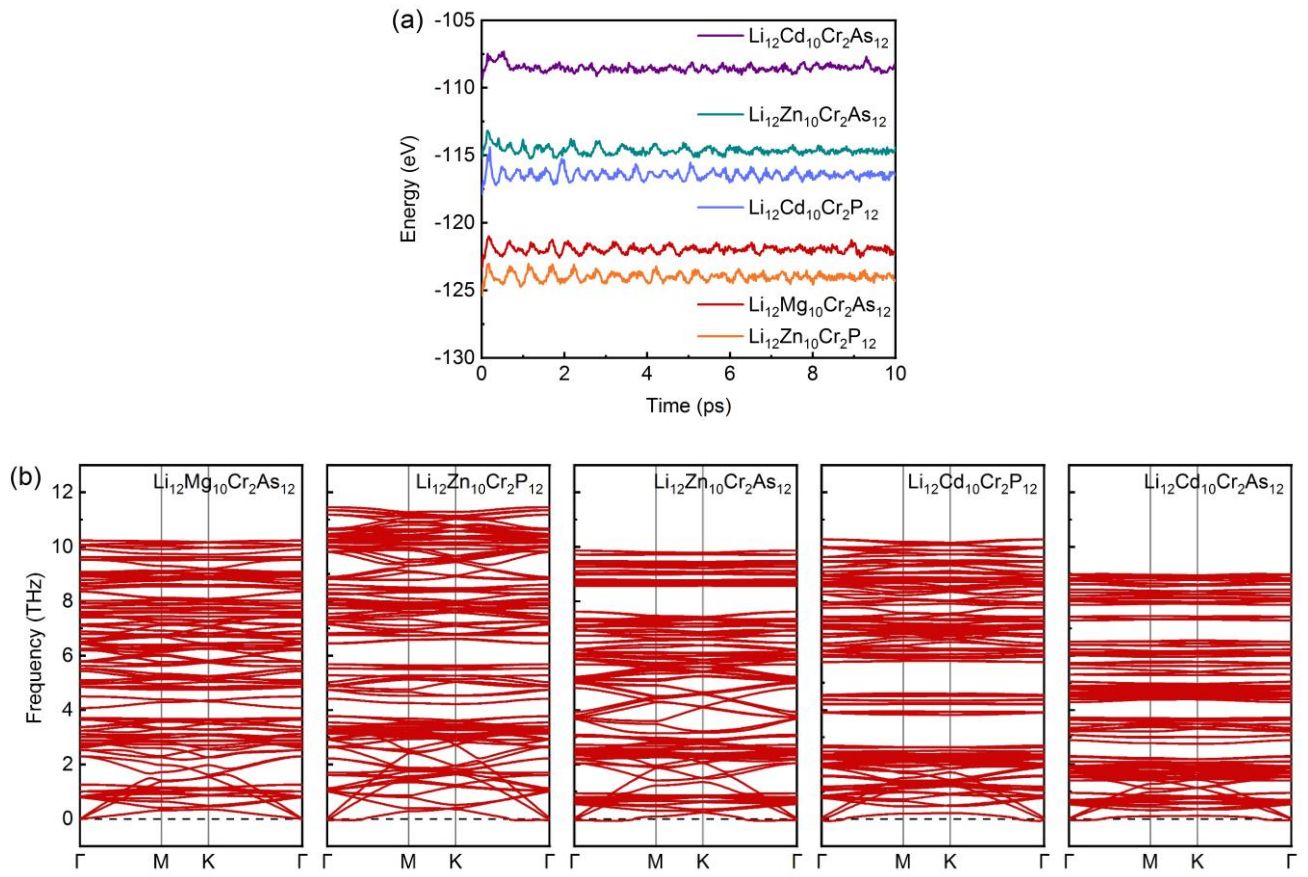 (a)
-105
-110
-115
-120
-125
-130
Energy (eV)
Li12Cd10Cr2As12
Li12Zn10Cr2As12
Li12Cd10Cr2P12
Li12Mg10Cr2As12
Li12Zn10Cr2P12
0 2 4 6 8 10
Time (ps)
(b)
Li12Mg10Cr2As12 Li12Zn10Cr2P12 Li12Zn10Cr2As12 Li12Cd10Cr2P12 Li12Cd10Cr2As12
12
10
8
6
4
2
0
Frequency (THz)
Γ M K Γ Γ M K Γ Γ M K Γ Γ M K Γ Γ M K Γ